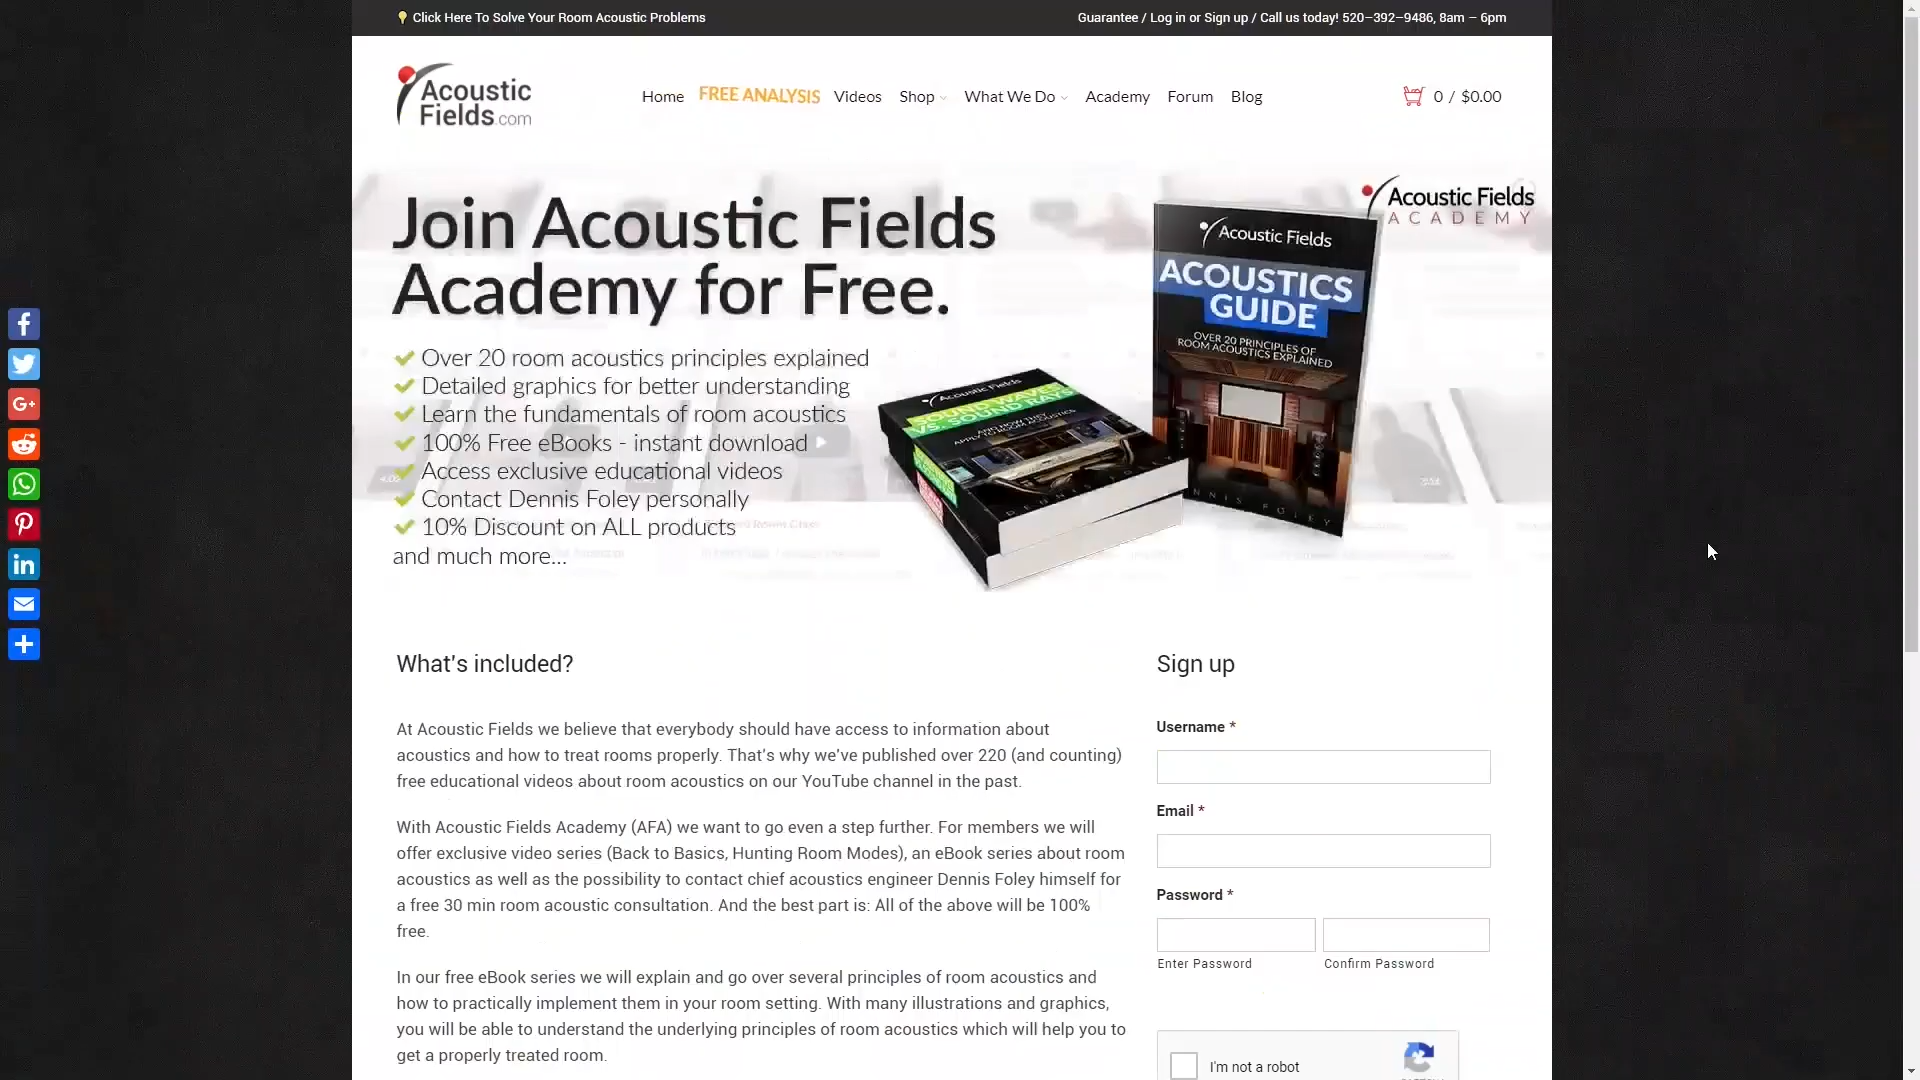 Click Here To Solve Your Room Acoustic Problems
Guarantee / Log in or Sign up / Call us today! 520–392–9486, 8am – 6pm
Acoustic
Fields.com
Home
FREE ANALYSIS
Videos
Shop
What We Do
Academy
Forum
Blog
0 / $0.00
Join Acoustic Fields
Academy for Free.
Over 20 room acoustics principles explained
Detailed graphics for better understanding
Learn the fundamentals of room acoustics
100% Free eBooks - instant download
Access exclusive educational videos
Contact Dennis Foley personally
10% Discount on ALL products
and much more...
Acoustic Fields
SOUND WAVES
VS. SOUND RAYS
AND HOW THEY
APPLY TO ROOM ACOUSTICS
Acoustic Fields
ACOUSTICS
GUIDE
OVER 20 PRINCIPLES OF
ROOM ACOUSTICS EXPLAINED
Acoustic Fields
ACADEMY
What's included?
At Acoustic Fields we believe that everybody should have access to information about
acoustics and how to treat rooms properly. That's why we've published over 220 (and counting)
free educational videos about room acoustics on our YouTube channel in the past.
With Acoustic Fields Academy (AFA) we want to go even a step further. For members we will
offer exclusive video series (Back to Basics, Hunting Room Modes), an eBook series about room
acoustics as well as the possibility to contact chief acoustics engineer Dennis Foley himself for
a free 30 min room acoustic consultation. And the best part is: All of the above will be 100%
free.
In our free eBook series we will explain and go over several principles of room acoustics and
how to practically implement them in your room setting. With many illustrations and graphics,
you will be able to understand the underlying principles of room acoustics which will help you to
get a properly treated room.
Sign up
Username *
Email *
Password *
Enter Password
Confirm Password
I'm not a robot